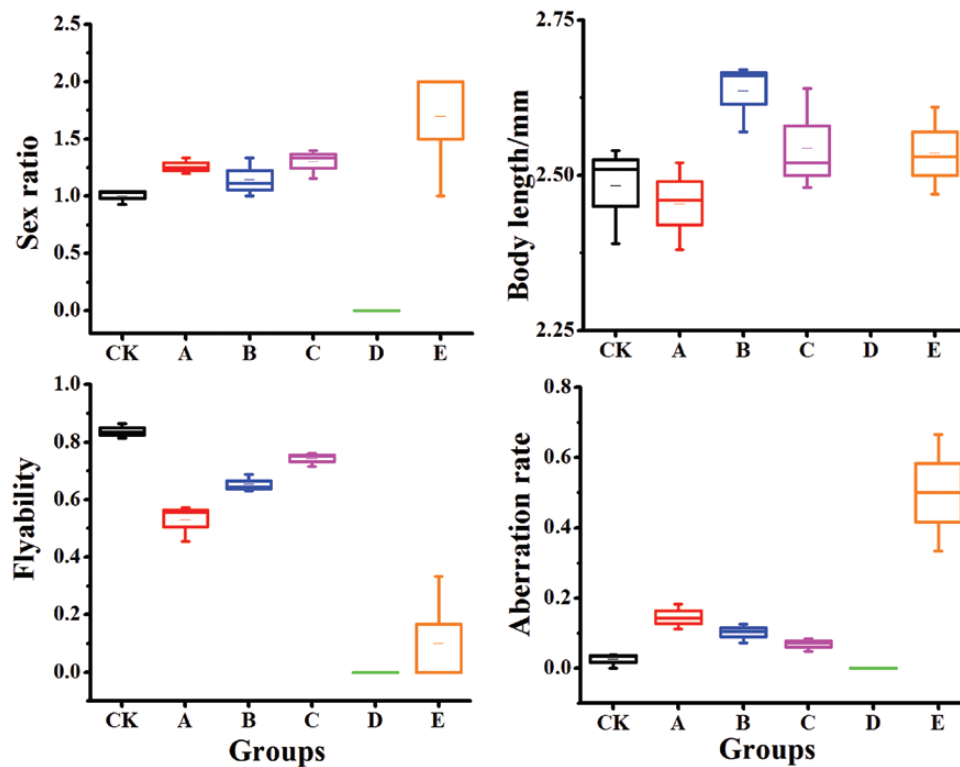 Sex ratio
2.5
2.0
1.5
1.0
0.5
0.0
CK A B C D E
Body length/mm
2.75
2.50
2.25
CK A B C D E
Flyability
1.0
0.8
0.6
0.4
0.2
0.0
CK A B C D E
Groups
Aberration rate
0.8
0.6
0.4
0.2
0.0
CK A B C D E
Groups